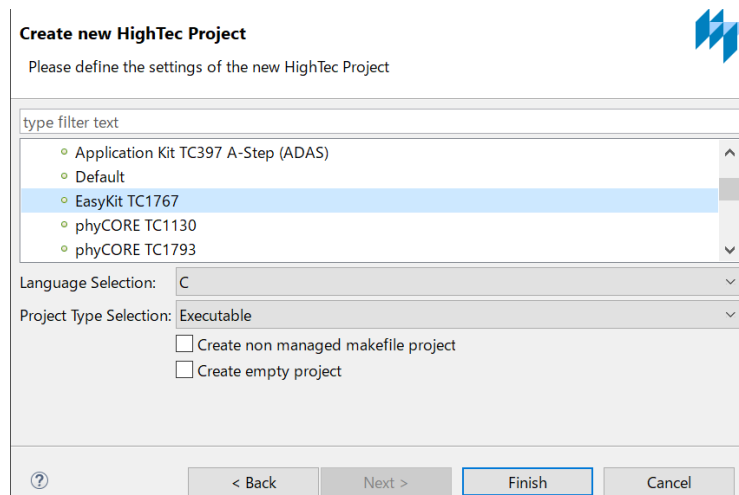 Create new HighTec Project
Please define the settings of the new HighTec Project
type filter text
Application Kit TC397 A-Step (ADAS)
Default
EasyKit TC1767
phyCORE TC1130
phyCORE TC1793
Language Selection: C
Project Type Selection: Executable
Create non managed makefile project
Create empty project
? < Back Next > Finish Cancel